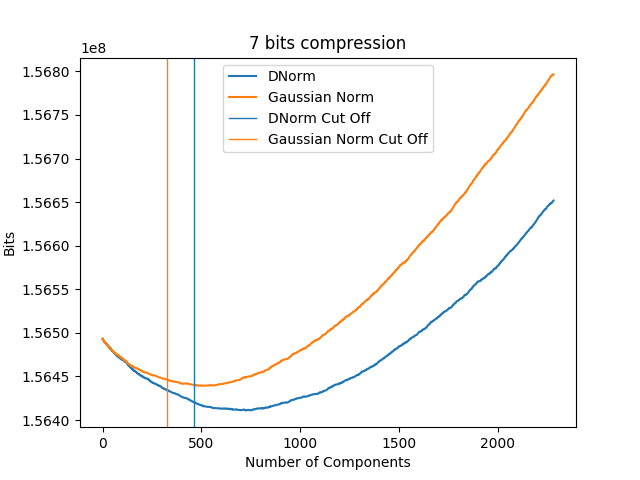 7 bits compression
1e8
1.5680
1.5675
1.5670
1.5665
1.5660
1.5655
1.5650
1.5645
1.5640
Bits
DNorm
Gaussian Norm
DNorm Cut Off
Gaussian Norm Cut Off
0 500 1000 1500 2000
Number of Components